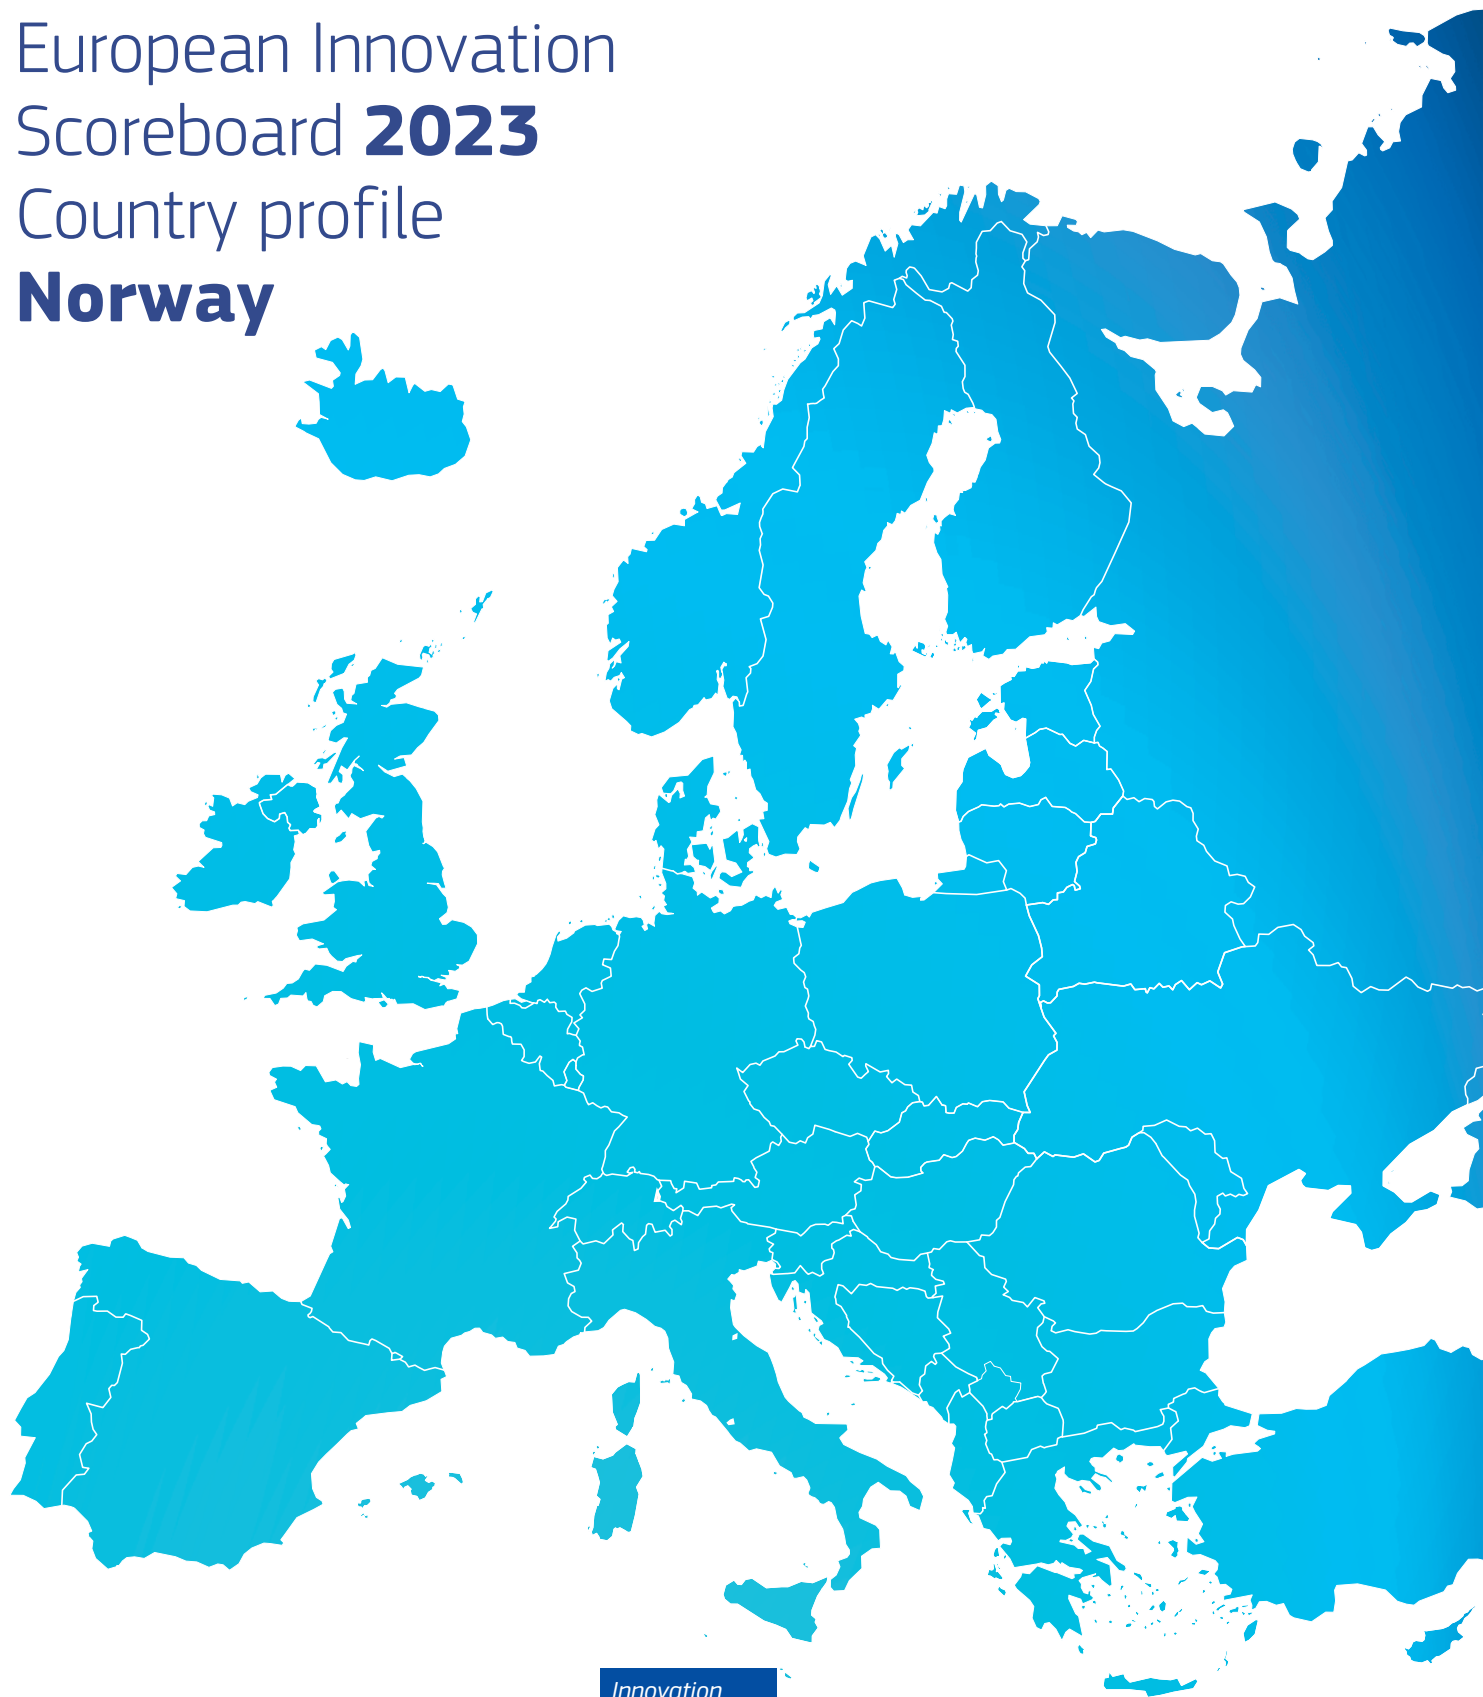 European Innovation
Scoreboard 2023
Country profile
Norway
Innovation